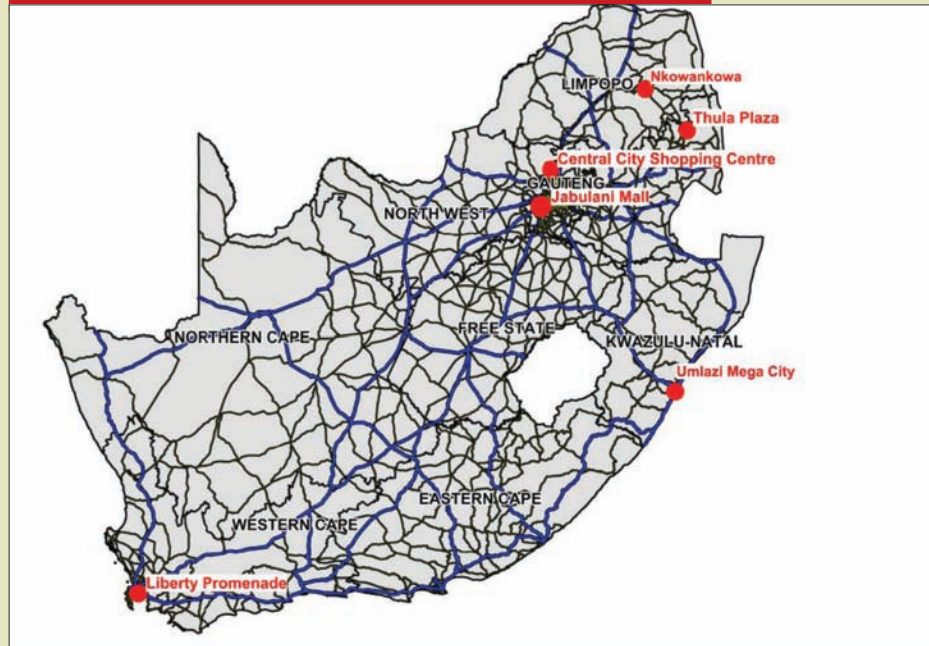 Nkowankowa
LIMPOPO
Thula Plaza
Central City Shopping Centre
GAUTENG
Jabulani Mall
NORTH WEST
FREE STATE
NORTHERN CAPE
KWAZULU-NATAL
Umlazi Mega City
EASTERN CAPE
WESTERN CAPE
Liberty Promenade